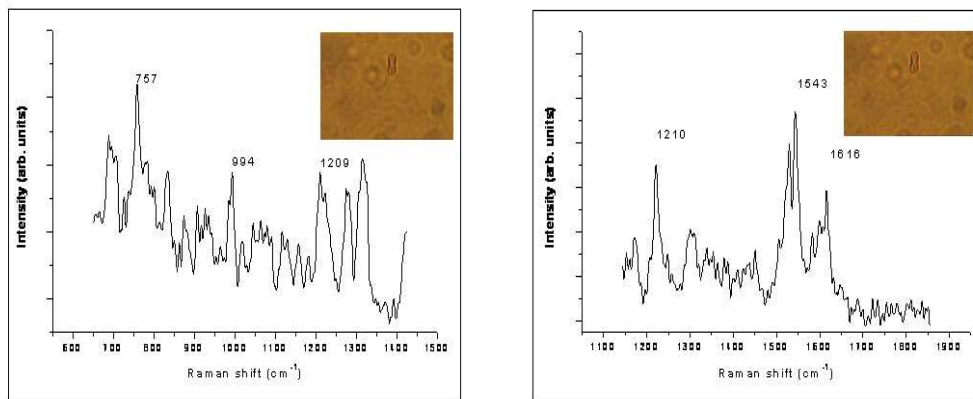 757
994
1209
Intensity (arb. units)
600 700 800 900 1000 1100 1200 1300 1400 1500
Raman shift (cm-1)
1543
1616
1210
Intensity (arb. units)
1100 1200 1300 1400 1500 1600 1700 1800 1900
Raman shift (cm-1)